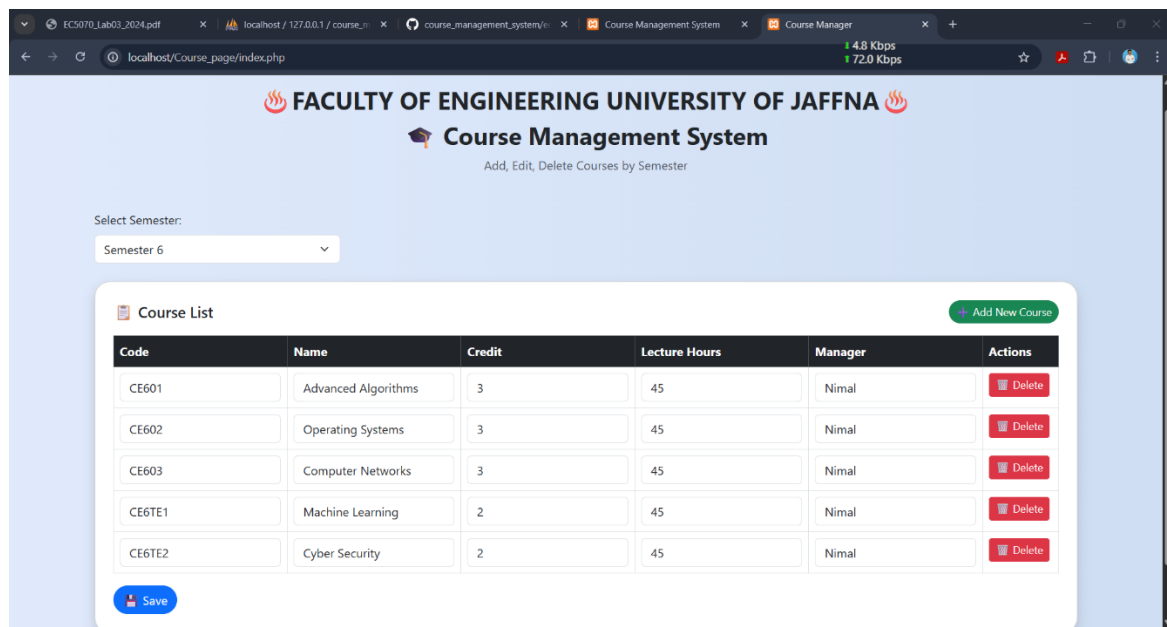 EC5070_Lab03_2024.pdf
localhost / 127.0.0.1 / course_m
course_management_system/ec
Course Management System
Course Manager
localhost/Course_page/index.php
4.8 Kbps
72.0 Kbps
FACULTY OF ENGINEERING UNIVERSITY OF JAFFNA
Course Management System
Add, Edit, Delete Courses by Semester
Select Semester:
Semester 6
Course List
Add New Course
Code Name Credit Lecture Hours Manager Actions
CE601 Advanced Algorithms 3 45 Nimal Delete
CE602 Operating Systems 3 45 Nimal Delete
CE603 Computer Networks 3 45 Nimal Delete
CE6TE1 Machine Learning 2 45 Nimal Delete
CE6TE2 Cyber Security 2 45 Nimal Delete
Save